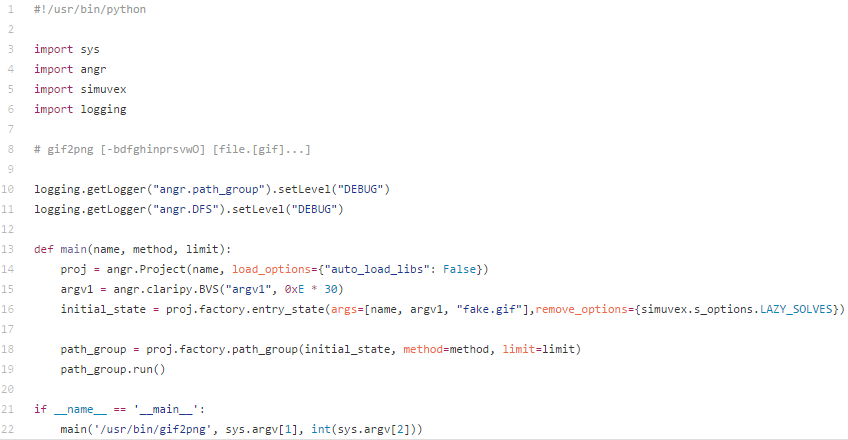 1 #!/usr/bin/python
2
3 import sys
4 import angr
5 import simuvex
6 import logging
7
8 # gif2png [-bdfghinprsvwO] [file.[gif]...]
9
10 logging.getLogger("angr.path_group").setLevel("DEBUG")
11 logging.getLogger("angr.DFS").setLevel("DEBUG")
12
13 def main(name, method, limit):
14     proj = angr.Project(name, load_options={"auto_load_libs": False})
15     argv1 = angr.claripy.BVS("argv1", 0xE * 30)
16     initial_state = proj.factory.entry_state(args=[name, argv1, "fake.gif"],remove_options={simuvex.s_options.LAZY_SOLVES})
17
18     path_group = proj.factory.path_group(initial_state, method=method, limit=limit)
19     path_group.run()
20
21 if __name__ == '__main__':
22     main('/usr/bin/gif2png', sys.argv[1], int(sys.argv[2]))